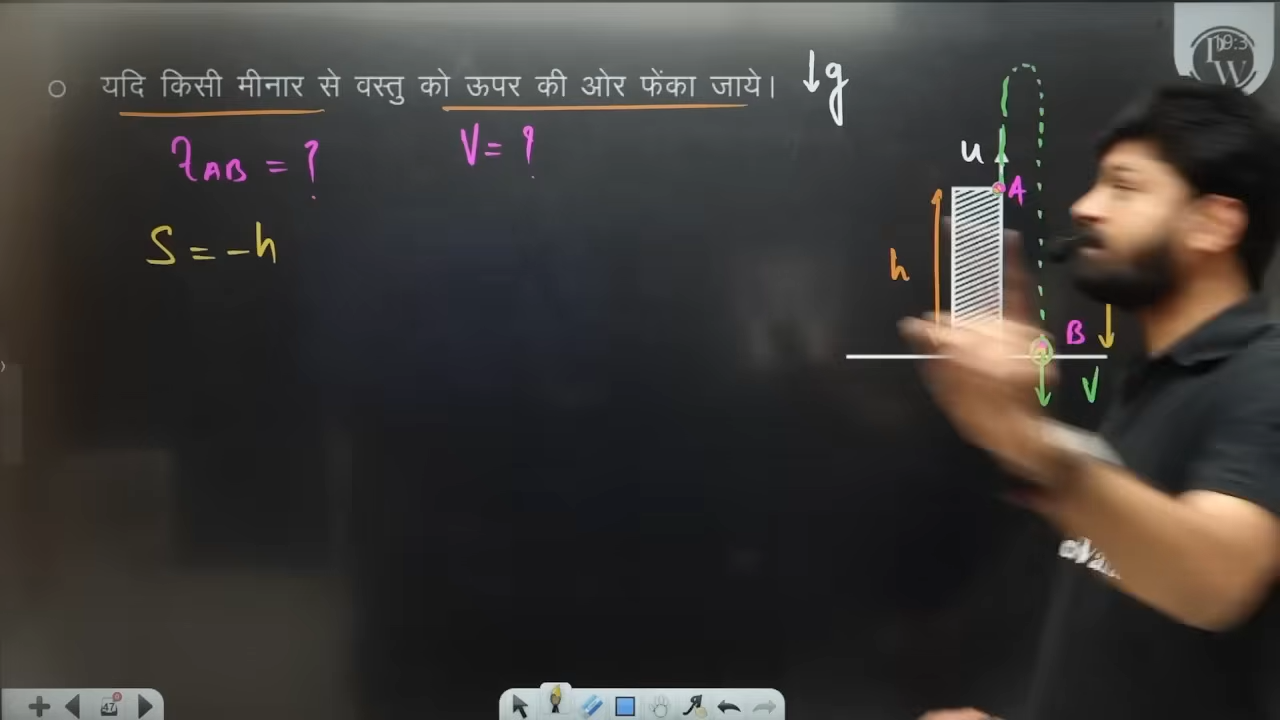 यदि किसी मीनार से वस्तु को ऊपर की ओर फेंका जाये। ↓g
t_AB = ? V = ?
S = -h
u
A
h
B
V